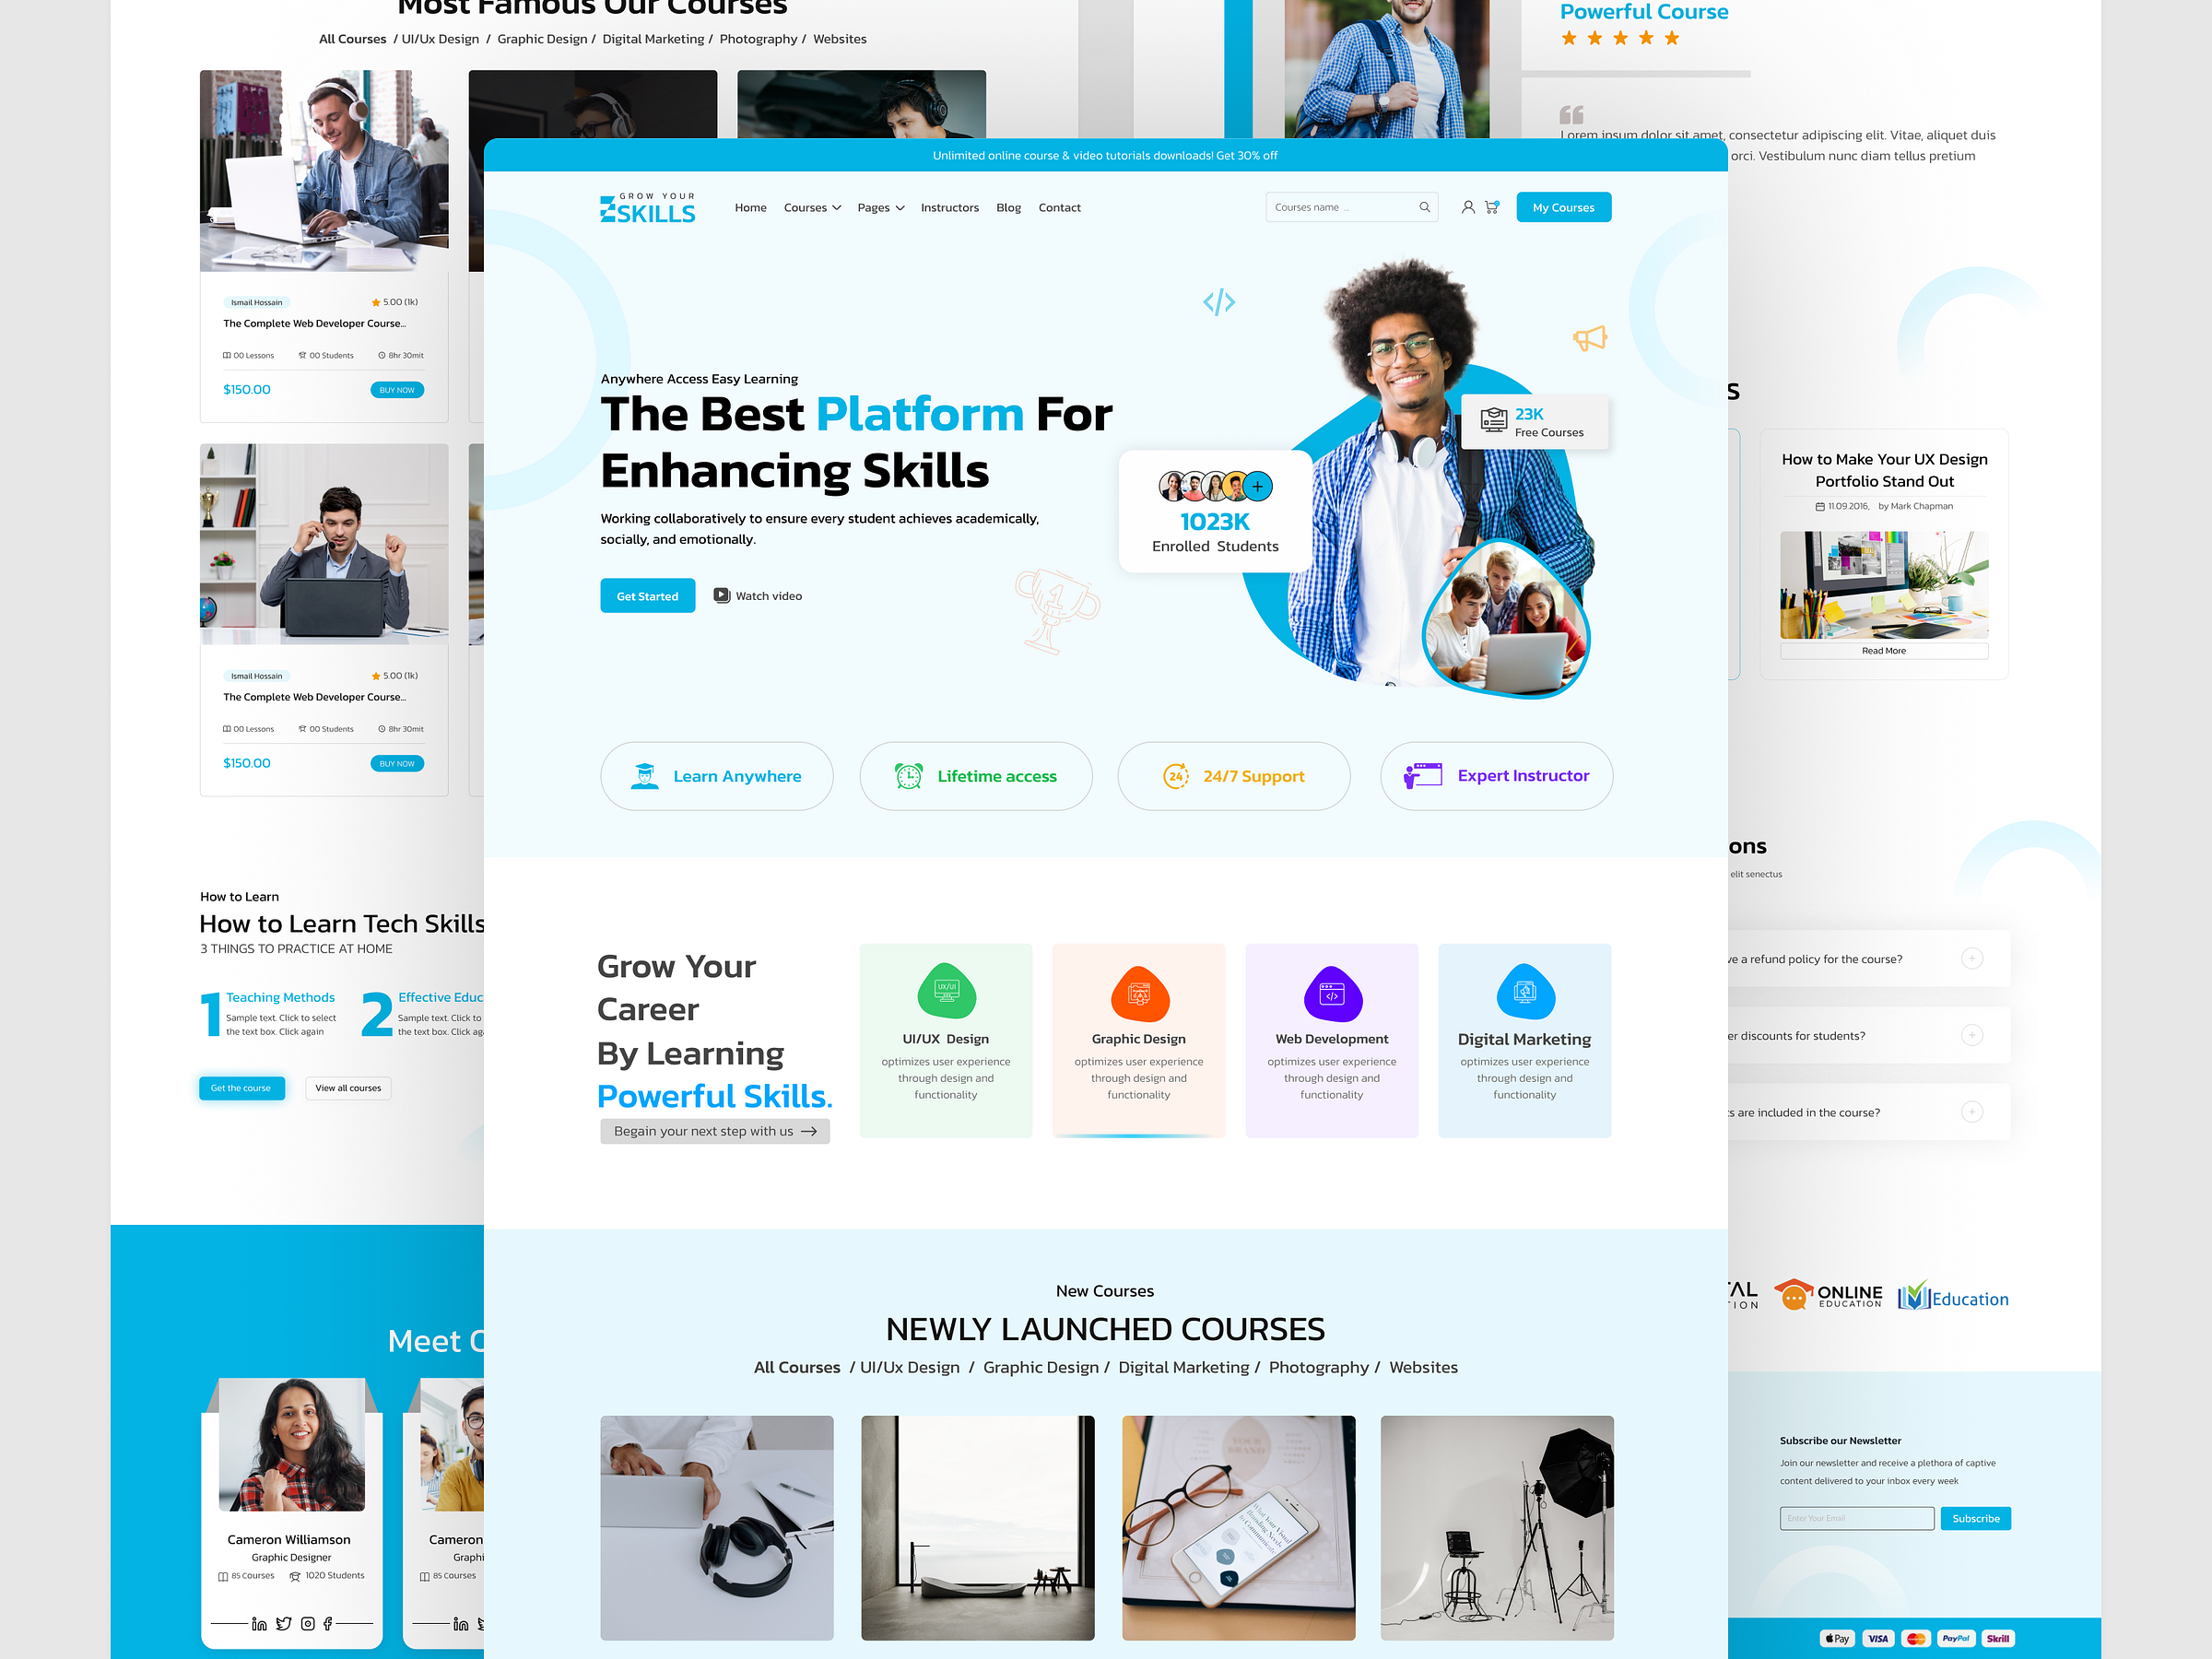 Most Famous Our Courses
All Courses / UI/Ux Design / Graphic Design / Digital Marketing / Photography / Websites
Ismail Hossain
5.00 (1k)
The Complete Web Developer Course...
00 Lessons
00 Students
8hr 30mit
$150.00
BUY NOW
Ismail Hossain
5.00 (1k)
The Complete Web Developer Course...
00 Lessons
00 Students
8hr 30mit
$150.00
BUY NOW
How to Learn
How to Learn Tech Skills
3 THINGS TO PRACTICE AT HOME
1
Teaching Methods
Sample text. Click to select
the text box. Click again
2
Effective Educ
Sample text. Click to
the text box. Click ag
Get the course
View all courses
Meet
Cameron Williamson
Graphic Designer
85 Courses
1020 Students
Cameron
Graphi
85 Courses
Unlimited online course & video tutorials downloads! Get 30% off
GROW YOUR
SKILLS
Home
Courses
Pages
Instructors
Blog
Contact
Courses name ...
My Courses
Anywhere Access Easy Learning
The Best Platform For
Enhancing Skills
Working collaboratively to ensure every student achieves academically,
socially, and emotionally.
Get Started
Watch video
1023K
Enrolled Students
23K
Free Courses
Learn Anywhere
Lifetime access
24
24/7 Support
Expert Instructor
Grow Your
Career
By Learning
Powerful Skills.
Begain your next step with us
UX/UI
UI/UX Design
optimizes user experience
through design and
functionality
Graphic Design
optimizes user experience
through design and
functionality
Web Development
optimizes user experience
through design and
functionality
Digital Marketing
optimizes user experience
through design and
functionality
New Courses
NEWLY LAUNCHED COURSES
All Courses / UI/Ux Design / Graphic Design / Digital Marketing / Photography / Websites
YOUR
BRAND
What Your Visual
Branding Needs
to Communicate
Powerful Course
Lorem ipsum dolor sit amet, consectetur adipiscing elit. Vitae, aliquet duis
orci. Vestibulum nunc diam tellus pretium
s
How to Make Your UX Design
Portfolio Stand Out
11.09.2016, by Mark Chapman
Read More
ons
elit senectus
ve a refund policy for the course?
er discounts for students?
ts are included in the course?
TAL
TION
ONLINE
EDUCATION
Education
Subscribe our Newsletter
Join our newsletter and receive a plethora of captive
content delivered to your inbox every week
Enter Your Email
Subscribe
Pay
VISA
PayPal
Skrill